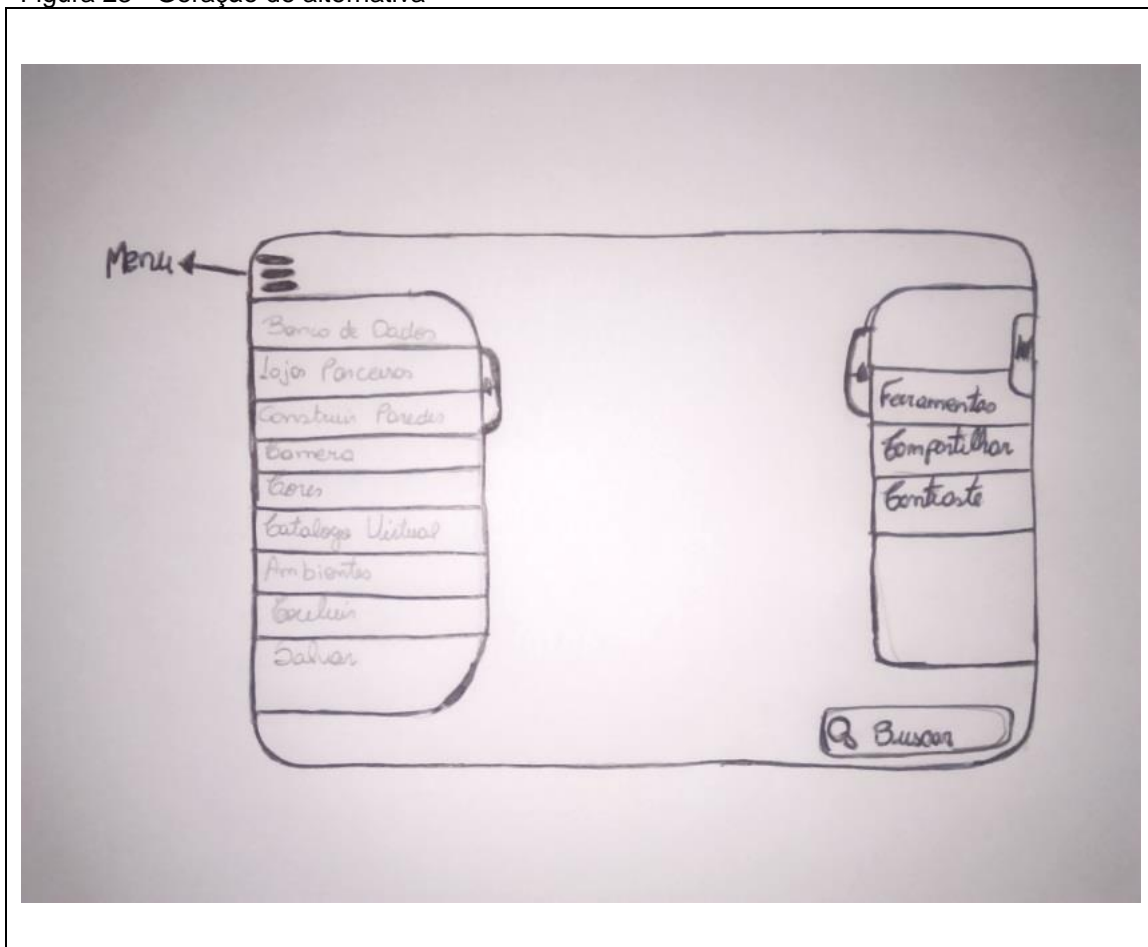 Figura 28 - Geração de alternativa
Menu
Banco de Dados
Lojas Parceiras
Construir Paredes
Camera
Cores
Catalogo Virtual
Ambientes
Excluir
Salvar
Ferramentas
Compartilhar
Contraste
Buscar